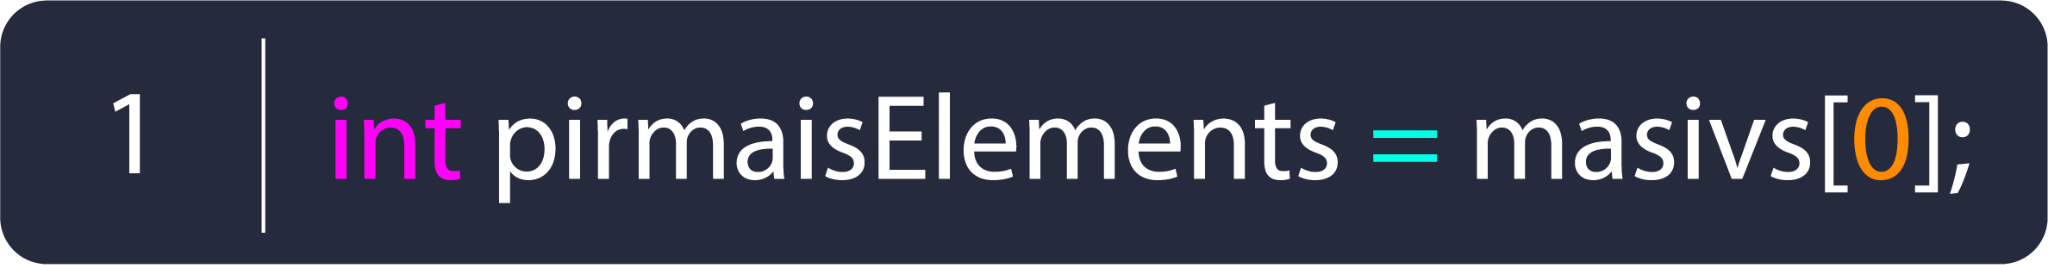 1 int pirmaisElements = masivs[0];